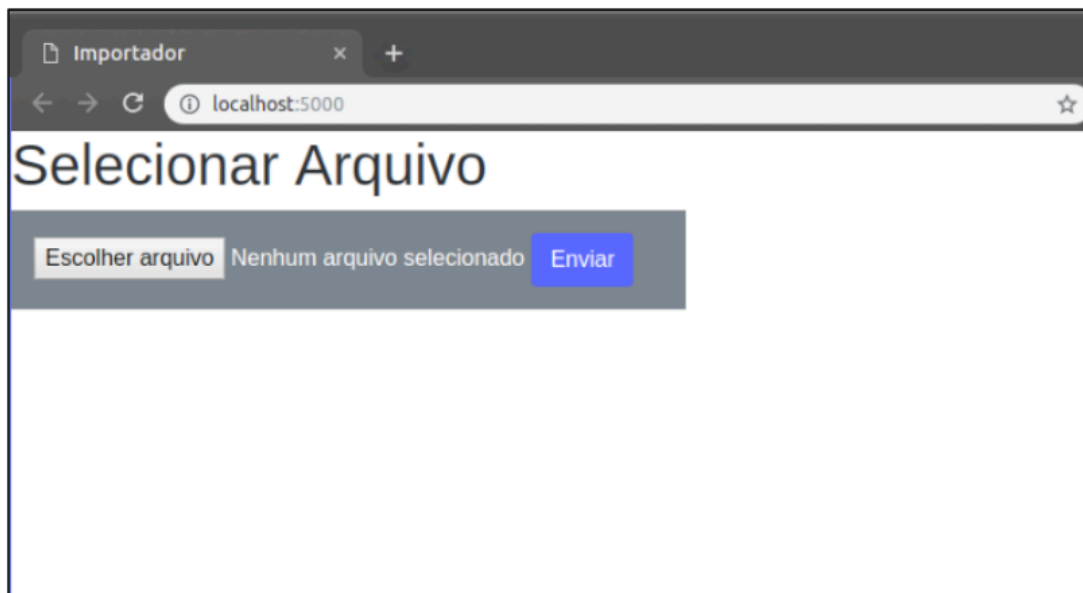 Importador
localhost:5000
Selecionar Arquivo
Escolher arquivo Nenhum arquivo selecionado Enviar